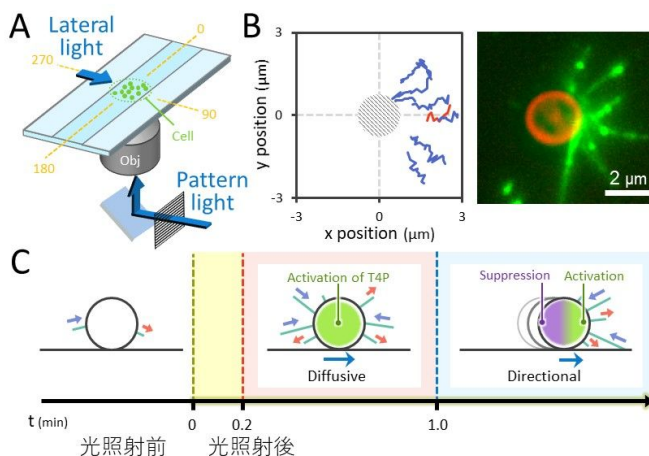 A
Lateral
light
0
270
90
180
Cell
Obj
Pattern
light
B
3
0
-3
-3
0
3
y position (μm)
x position (μm)
2 μm
C
Activation of T4P
Suppression
Activation
Diffusive
Directional
t (min)
0
0.2
1.0
光照射前
光照射後